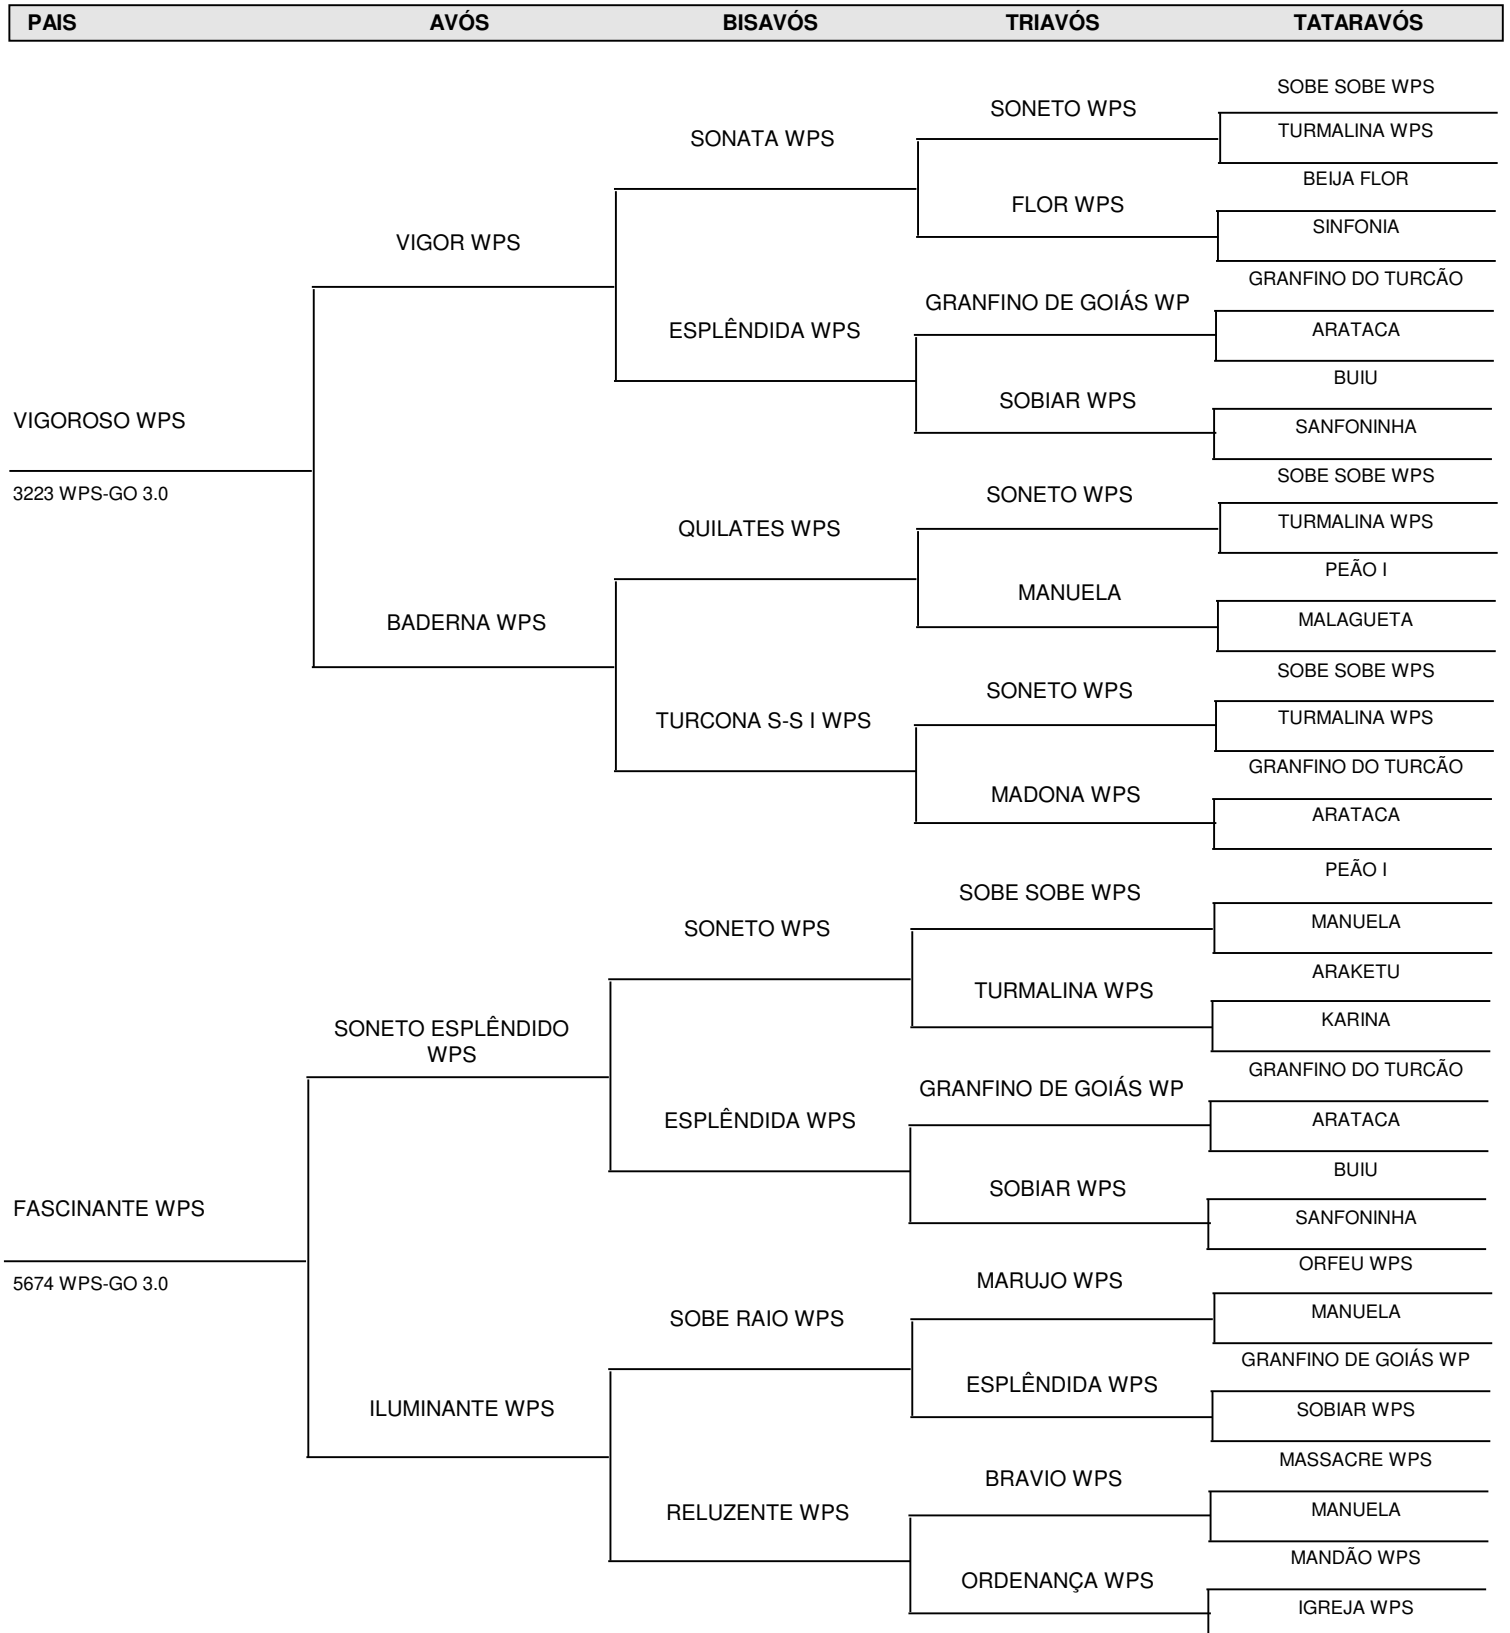 PAIS AVÓS BISAVÓS TRIAVÓS TATARAVÓS
SOBE SOBE WPS
SONETO WPS
TURMALINA WPS
SONATA WPS
BEIJA FLOR
FLOR WPS
SINFONIA
VIGOR WPS
GRANFINO DO TURCÃO
GRANFINO DE GOIÁS WP
ARATACA
ESPLÊNDIDA WPS
BUIU
SOBIAR WPS
SANFONINHA
VIGOROSO WPS
3223 WPS-GO 3.0
SOBE SOBE WPS
SONETO WPS
TURMALINA WPS
QUILATES WPS
PEÃO I
MANUELA
MALAGUETA
BADERNA WPS
SOBE SOBE WPS
SONETO WPS
TURMALINA WPS
TURCONA S-S I WPS
GRANFINO DO TURCÃO
MADONA WPS
ARATACA
PEÃO I
SOBE SOBE WPS
MANUELA
SONETO WPS
ARAKETU
TURMALINA WPS
KARINA
SONETO ESPLÊNDIDO
WPS
GRANFINO DO TURCÃO
GRANFINO DE GOIÁS WP
ARATACA
ESPLÊNDIDA WPS
BUIU
SOBIAR WPS
SANFONINHA
FASCINANTE WPS
5674 WPS-GO 3.0
ORFEU WPS
MARUJO WPS
MANUELA
SOBE RAIO WPS
GRANFINO DE GOIÁS WP
ESPLÊNDIDA WPS
SOBIAR WPS
ILUMINANTE WPS
MASSACRE WPS
BRAVIO WPS
MANUELA
RELUZENTE WPS
MANDÃO WPS
ORDENANÇA WPS
IGREJA WPS